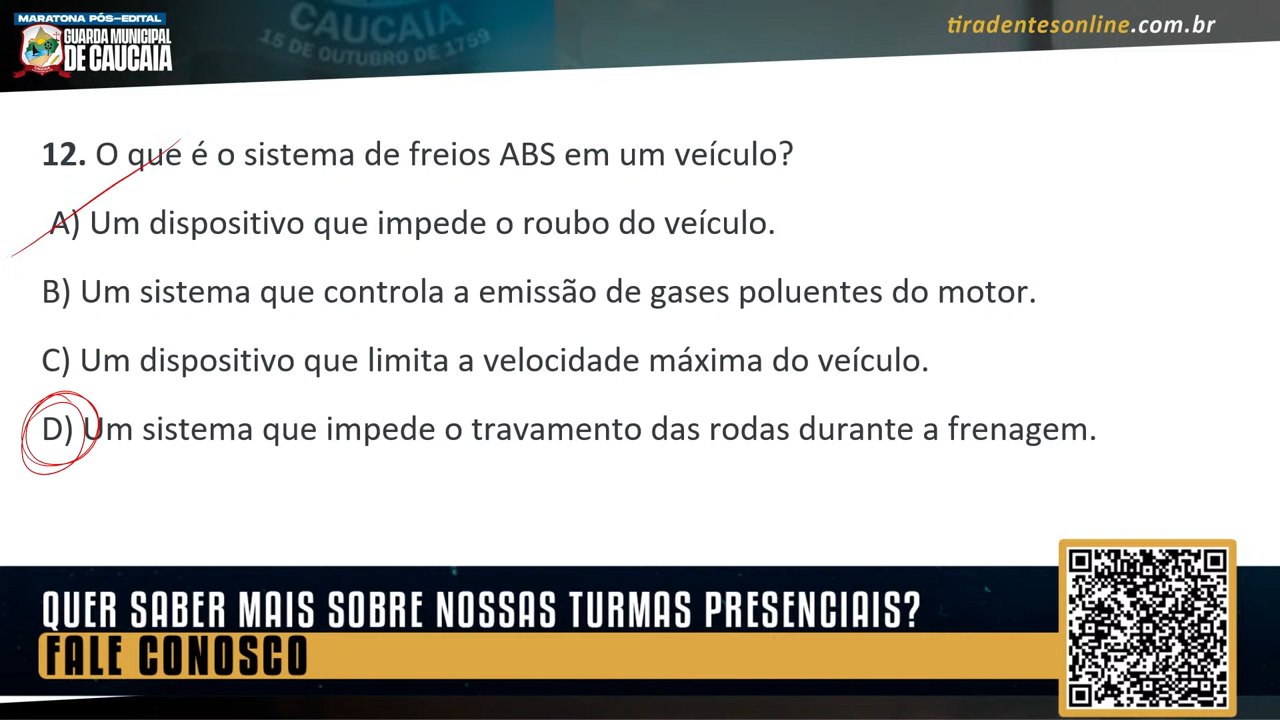 MARATONA PÓS-EDITAL
GUARDA MUNICIPAL
DE CAUCAIA
CAUCAIA
15 DE OUTUBRO DE 1759
tiradentesonline.com.br
12. O que é o sistema de freios ABS em um veículo?
A) Um dispositivo que impede o roubo do veículo.
B) Um sistema que controla a emissão de gases poluentes do motor.
C) Um dispositivo que limita a velocidade máxima do veículo.
D) Um sistema que impede o travamento das rodas durante a frenagem.
QUER SABER MAIS SOBRE NOSSAS TURMAS PRESENCIAIS?
FALE CONOSCO